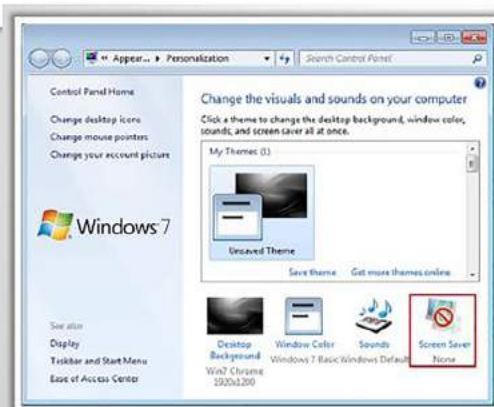 « Appear... ▸ Personalization
Search Control Panel
Control Panel Home
Change desktop icons
Change mouse pointers
Change your account picture
Windows 7
See also
Display
Taskbar and Start Menu
Ease of Access Center
Change the visuals and sounds on your computer
Click a theme to change the desktop background, window color,
sounds, and screen saver all at once.
My Themes (1)
Unsaved Theme
Save theme Get more themes online
Desktop Background
Win7 Chrome 1920x1200
Window Color
Windows 7 Basic
Sounds
Windows Default
Screen Saver
None